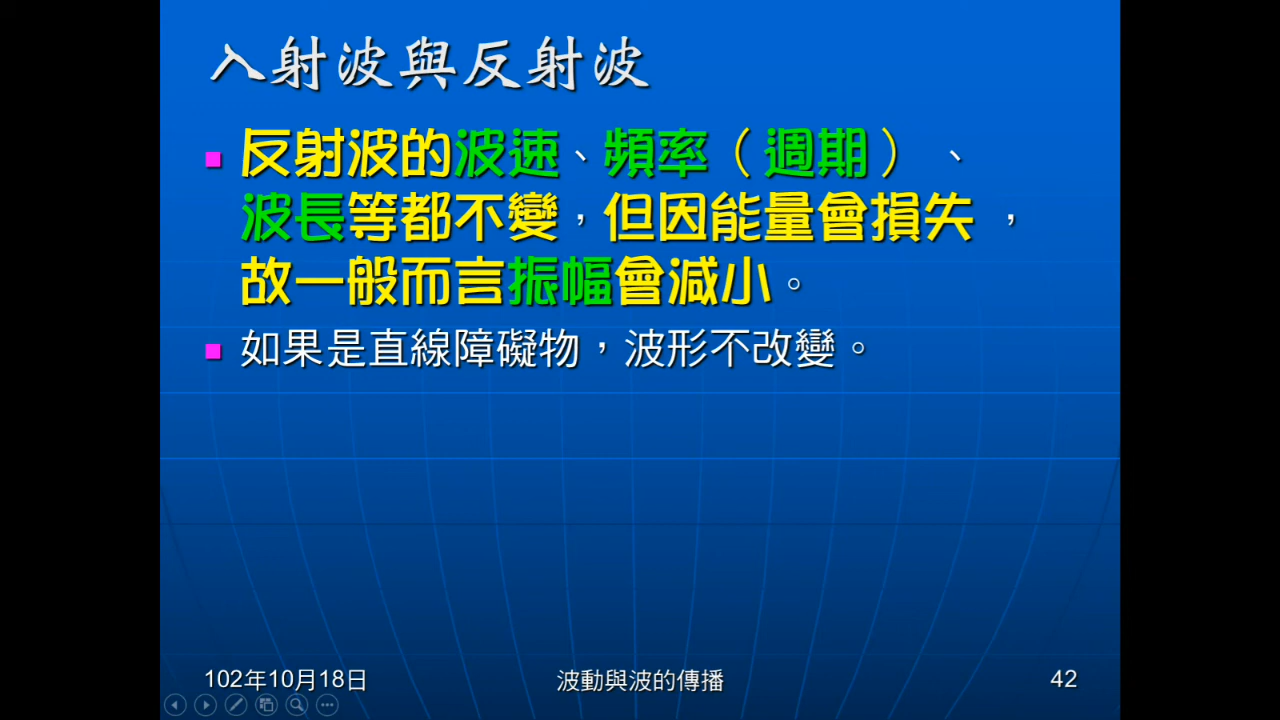 入射波與反射波
反射波的波速、頻率（週期）、
波長等都不變，但因能量會損失，
故一般而言振幅會減小。
如果是直線障礙物，波形不改變。
102年10月18日
波動與波的傳播
42